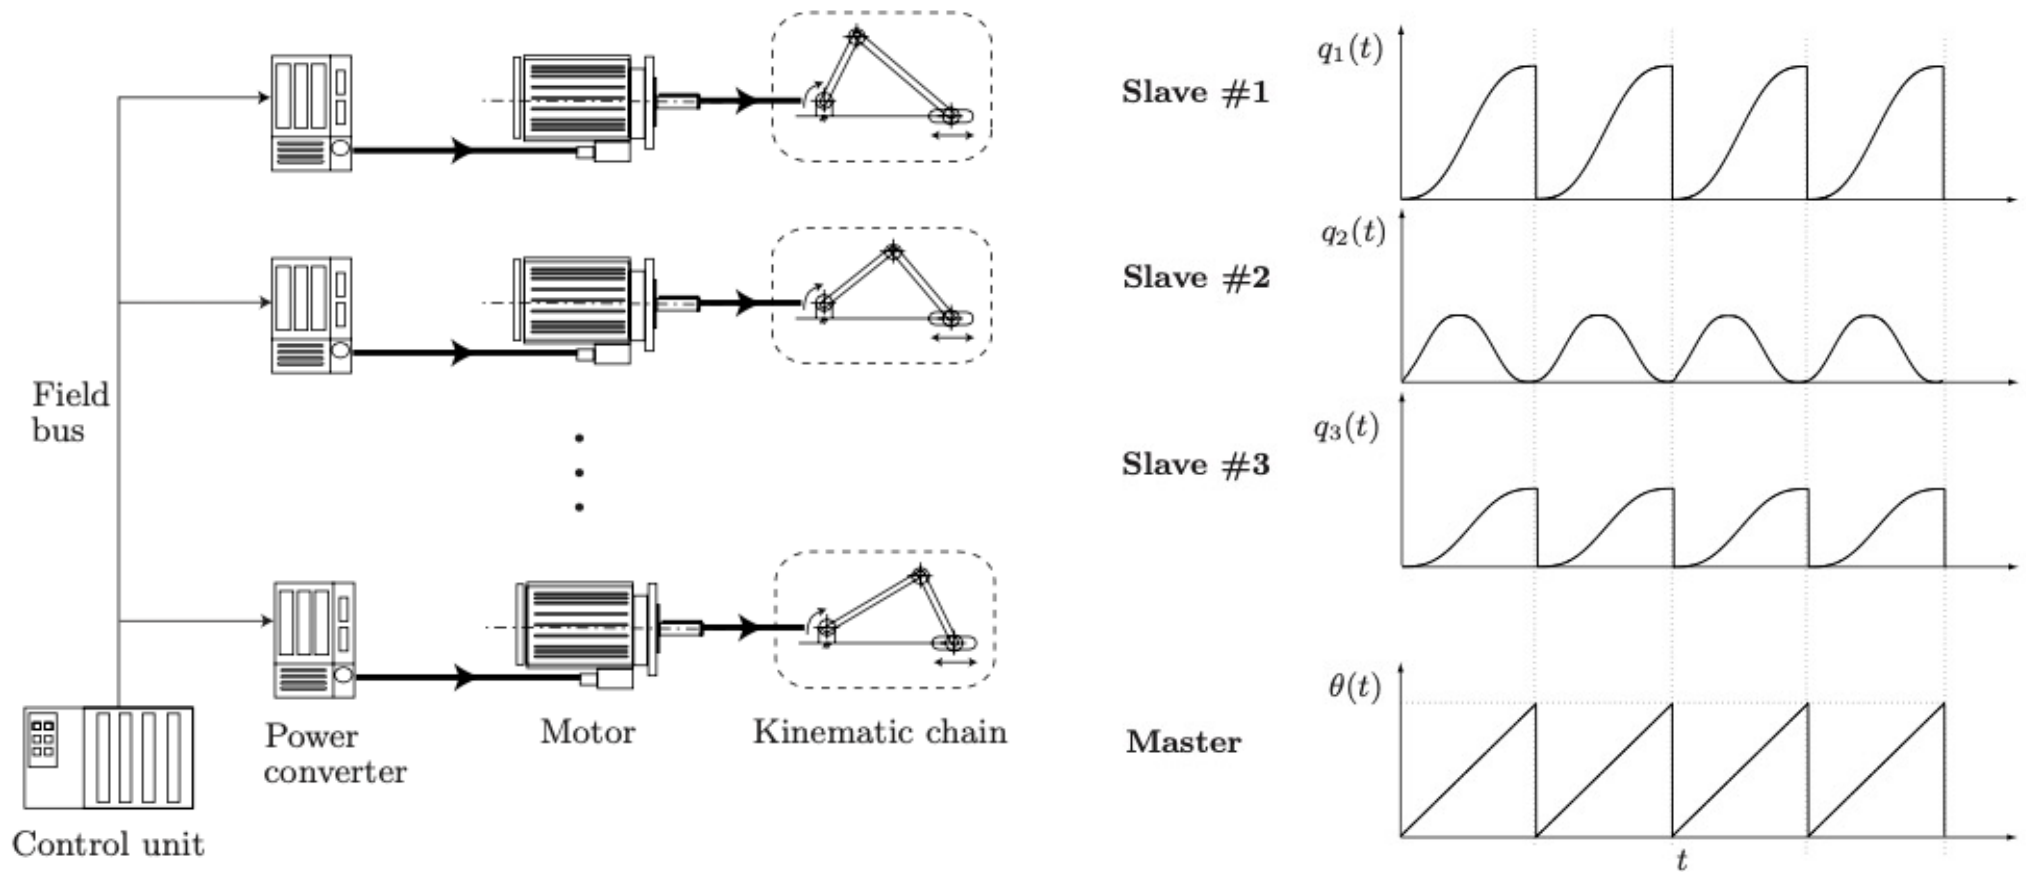 Field
bus
Control unit
Power
converter
Motor
Kinematic chain
Slave #1
Slave #2
Slave #3
Master
q₁(t)
q₂(t)
q₃(t)
θ(t)
t